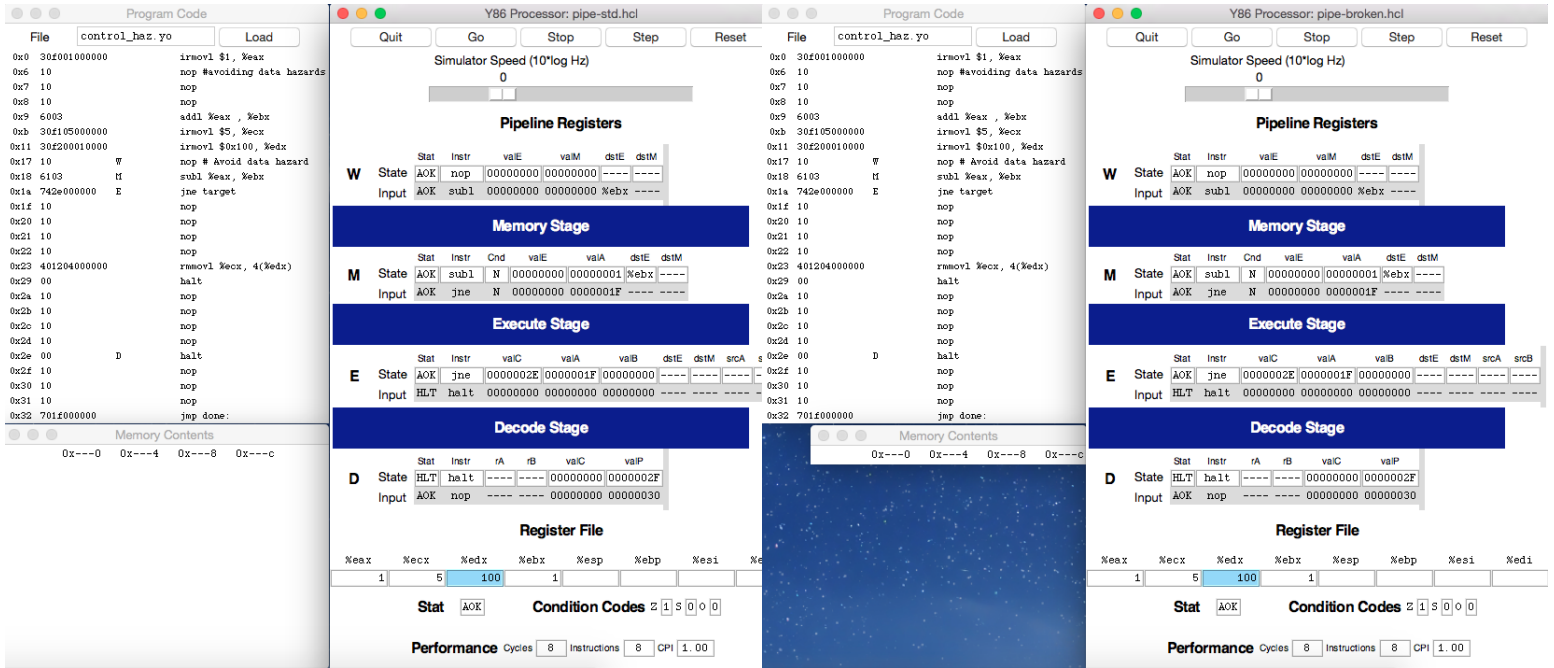 Program Code
File control_haz.yo Load
0x0 30f001000000 irmovl $1, %eax
0x6 10 nop #avoiding data hazards
0x7 10 nop
0x8 10 nop
0x9 6003 addl %eax , %ebx
0xb 30f105000000 irmovl $5, %ecx
0x11 30f200010000 irmovl $0x100, %edx
0x17 10 W nop # Avoid data hazard
0x18 6103 M subl %eax, %ebx
0x1a 742e000000 E jne target
0x1f 10 nop
0x20 10 nop
0x21 10 nop
0x22 10 nop
0x23 401204000000 rmmovl %ecx, 4(%edx)
0x29 00 halt
0x2a 10 nop
0x2b 10 nop
0x2c 10 nop
0x2d 10 nop
0x2e 00 D halt
0x2f 10 nop
0x30 10 nop
0x31 10 nop
0x32 701f000000 jmp done:
Memory Contents
0x---0 0x---4 0x---8 0x---c
Y86 Processor: pipe-std.hcl
Quit Go Stop Step Reset
Simulator Speed (10*log Hz)
0
Pipeline Registers
Stat Instr valE valM dstE dstM
W State AOK nop 00000000 00000000 ---- ----
Input AOK subl 00000000 00000000 %ebx ----
Memory Stage
Stat Instr Cnd valE valA dstE dstM
M State AOK subl N 00000000 00000001 %ebx ----
Input AOK jne N 00000000 0000001F ---- ----
Execute Stage
Stat Instr valC valA valB dstE dstM srcA s
E State AOK jne 0000002E 0000001F 00000000 ---- ---- ---- -
Input HLT halt 00000000 00000000 00000000 ---- ---- ---- -
Decode Stage
Stat Instr rA rB valC valP
D State HLT halt ---- ---- 00000000 0000002F
Input AOK nop ---- ---- 00000000 00000030
Register File
%eax %ecx %edx %ebx %esp %ebp %esi %e
1 5 100 1
Stat AOK Condition Codes Z 1 S 0 O 0
Performance Cycles 8 Instructions 8 CPI 1.00
Program Code
File control_haz.yo Load
0x0 30f001000000 irmovl $1, %eax
0x6 10 nop #avoiding data hazards
0x7 10 nop
0x8 10 nop
0x9 6003 addl %eax , %ebx
0xb 30f105000000 irmovl $5, %ecx
0x11 30f200010000 irmovl $0x100, %edx
0x17 10 W nop # Avoid data hazard
0x18 6103 M subl %eax, %ebx
0x1a 742e000000 E jne target
0x1f 10 nop
0x20 10 nop
0x21 10 nop
0x22 10 nop
0x23 401204000000 rmmovl %ecx, 4(%edx)
0x29 00 halt
0x2a 10 nop
0x2b 10 nop
0x2c 10 nop
0x2d 10 nop
0x2e 00 D halt
0x2f 10 nop
0x30 10 nop
0x31 10 nop
0x32 701f000000 jmp done:
Memory Contents
0x---0 0x---4 0x---8 0x---c
Y86 Processor: pipe-broken.hcl
Quit Go Stop Step Reset
Simulator Speed (10*log Hz)
0
Pipeline Registers
Stat Instr valE valM dstE dstM
W State AOK nop 00000000 00000000 ---- ----
Input AOK subl 00000000 00000000 %ebx ----
Memory Stage
Stat Instr Cnd valE valA dstE dstM
M State AOK subl N 00000000 00000001 %ebx ----
Input AOK jne N 00000000 0000001F ---- ----
Execute Stage
Stat Instr valC valA valB dstE dstM srcA srcB
E State AOK jne 0000002E 0000001F 00000000 ---- ---- ---- ----
Input HLT halt 00000000 00000000 00000000 ---- ---- ---- ----
Decode Stage
Stat Instr rA rB valC valP
D State HLT halt ---- ---- 00000000 0000002F
Input AOK nop ---- ---- 00000000 00000030
Register File
%eax %ecx %edx %ebx %esp %ebp %esi %edi
1 5 100 1
Stat AOK Condition Codes Z 1 S 0 O 0
Performance Cycles 8 Instructions 8 CPI 1.00